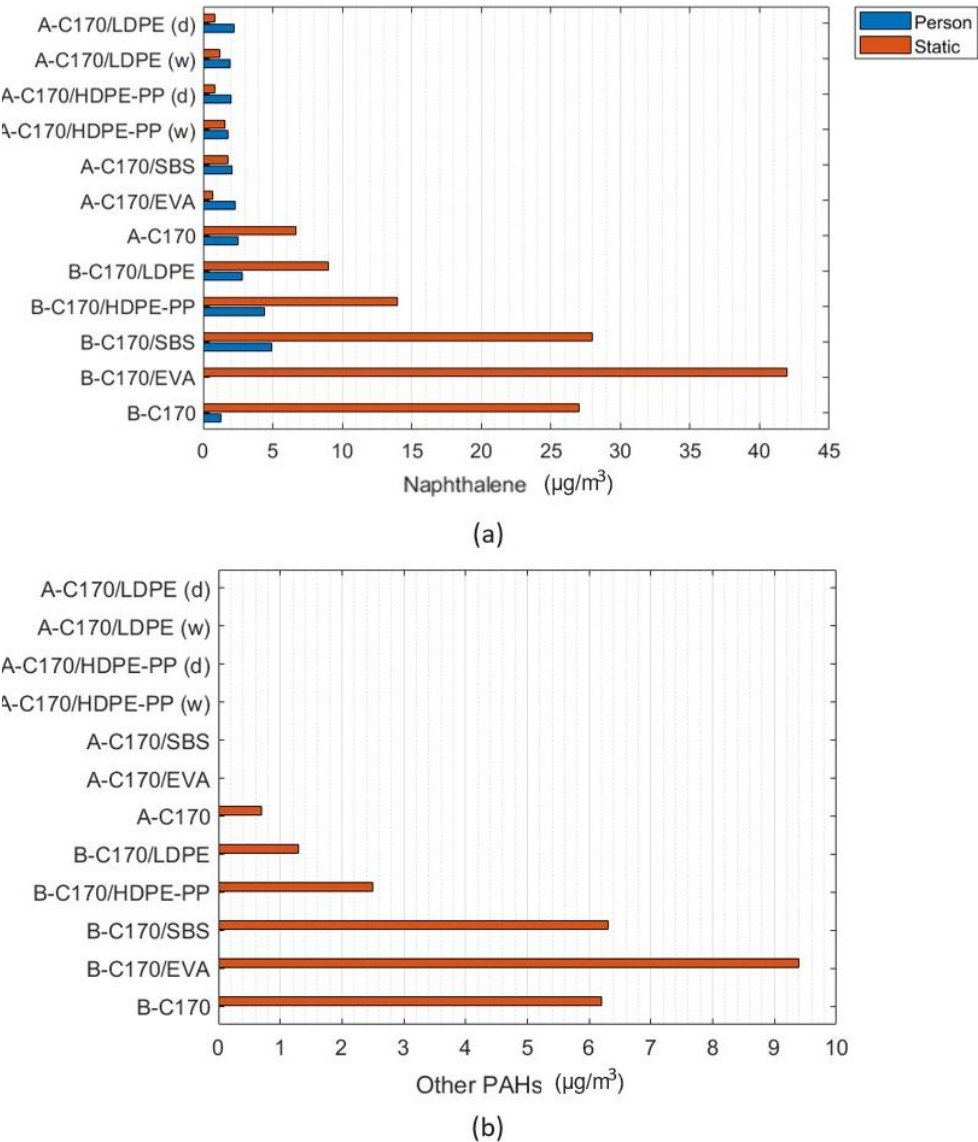 A-C170/LDPE (d)
A-C170/LDPE (w)
A-C170/HDPE-PP (d)
A-C170/HDPE-PP (w)
A-C170/SBS
A-C170/EVA
A-C170
B-C170/LDPE
B-C170/HDPE-PP
B-C170/SBS
B-C170/EVA
B-C170
0 5 10 15 20 25 30 35 40 45
Naphthalene (µg/m³)
Person
Static
(a)
A-C170/LDPE (d)
A-C170/LDPE (w)
A-C170/HDPE-PP (d)
A-C170/HDPE-PP (w)
A-C170/SBS
A-C170/EVA
A-C170
B-C170/LDPE
B-C170/HDPE-PP
B-C170/SBS
B-C170/EVA
B-C170
0 1 2 3 4 5 6 7 8 9 10
Other PAHs (µg/m³)
(b)